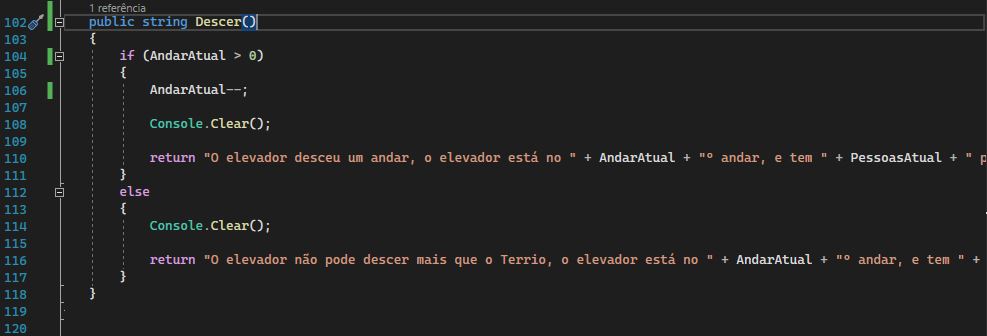 1 referência
102 public string Descer()
103 {
104 if (AndarAtual > 0)
105 {
106 AndarAtual--;
107
108 Console.Clear();
109
110 return "O elevador desceu um andar, o elevador está no " + AndarAtual + "º andar, e tem " + PessoasAtual + " p
111 }
112 else
113 {
114 Console.Clear();
115
116 return "O elevador não pode descer mais que o Terrio, o elevador está no " + AndarAtual + "º andar, e tem " +
117 }
118 }
119
120